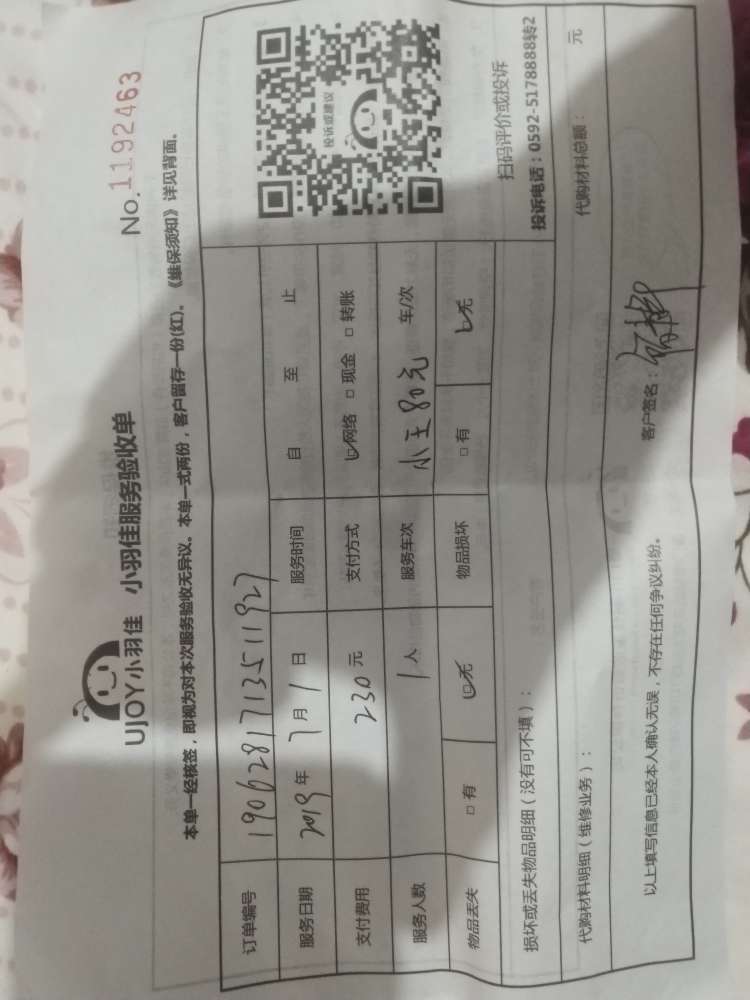 UJOY小羽佳 小羽佳服务验收单
No.1192463
本单一经核签，即视为对本次服务验收无异议。本单一式两份，客户留存一份(红)。《维保须知》详见背面。
订单编号 1906281713511927
服务日期 2019年 7月 1日 服务时间 自 至 止
支付费用 230元 支付方式 ☑网络 □现金 □转账
服务人数 1人 服务车次 80元 车/次
物品丢失 □有 ☑无 物品损坏 □有 ☑无
投诉或建议
扫码评价或投诉
投诉电话：0592-5178888转2
损坏或丢失物品明细（没有可不填）：
代购材料明细（维修业务）： 代购材料总额： 元
以上填写信息已经本人确认无误，不存在任何争议纠纷。 客户签名：